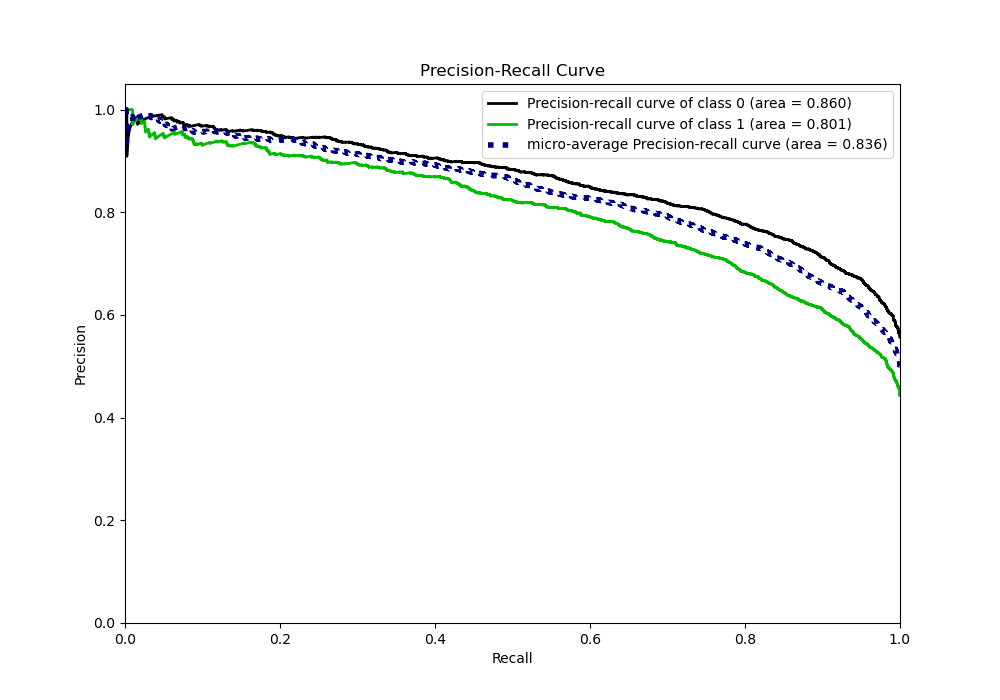 Precision-Recall Curve
Precision-recall curve of class 0 (area = 0.860)
Precision-recall curve of class 1 (area = 0.801)
micro-average Precision-recall curve (area = 0.836)
1.0
0.8
0.6
0.4
0.2
0.0
Precision
0.0 0.2 0.4 0.6 0.8 1.0
Recall